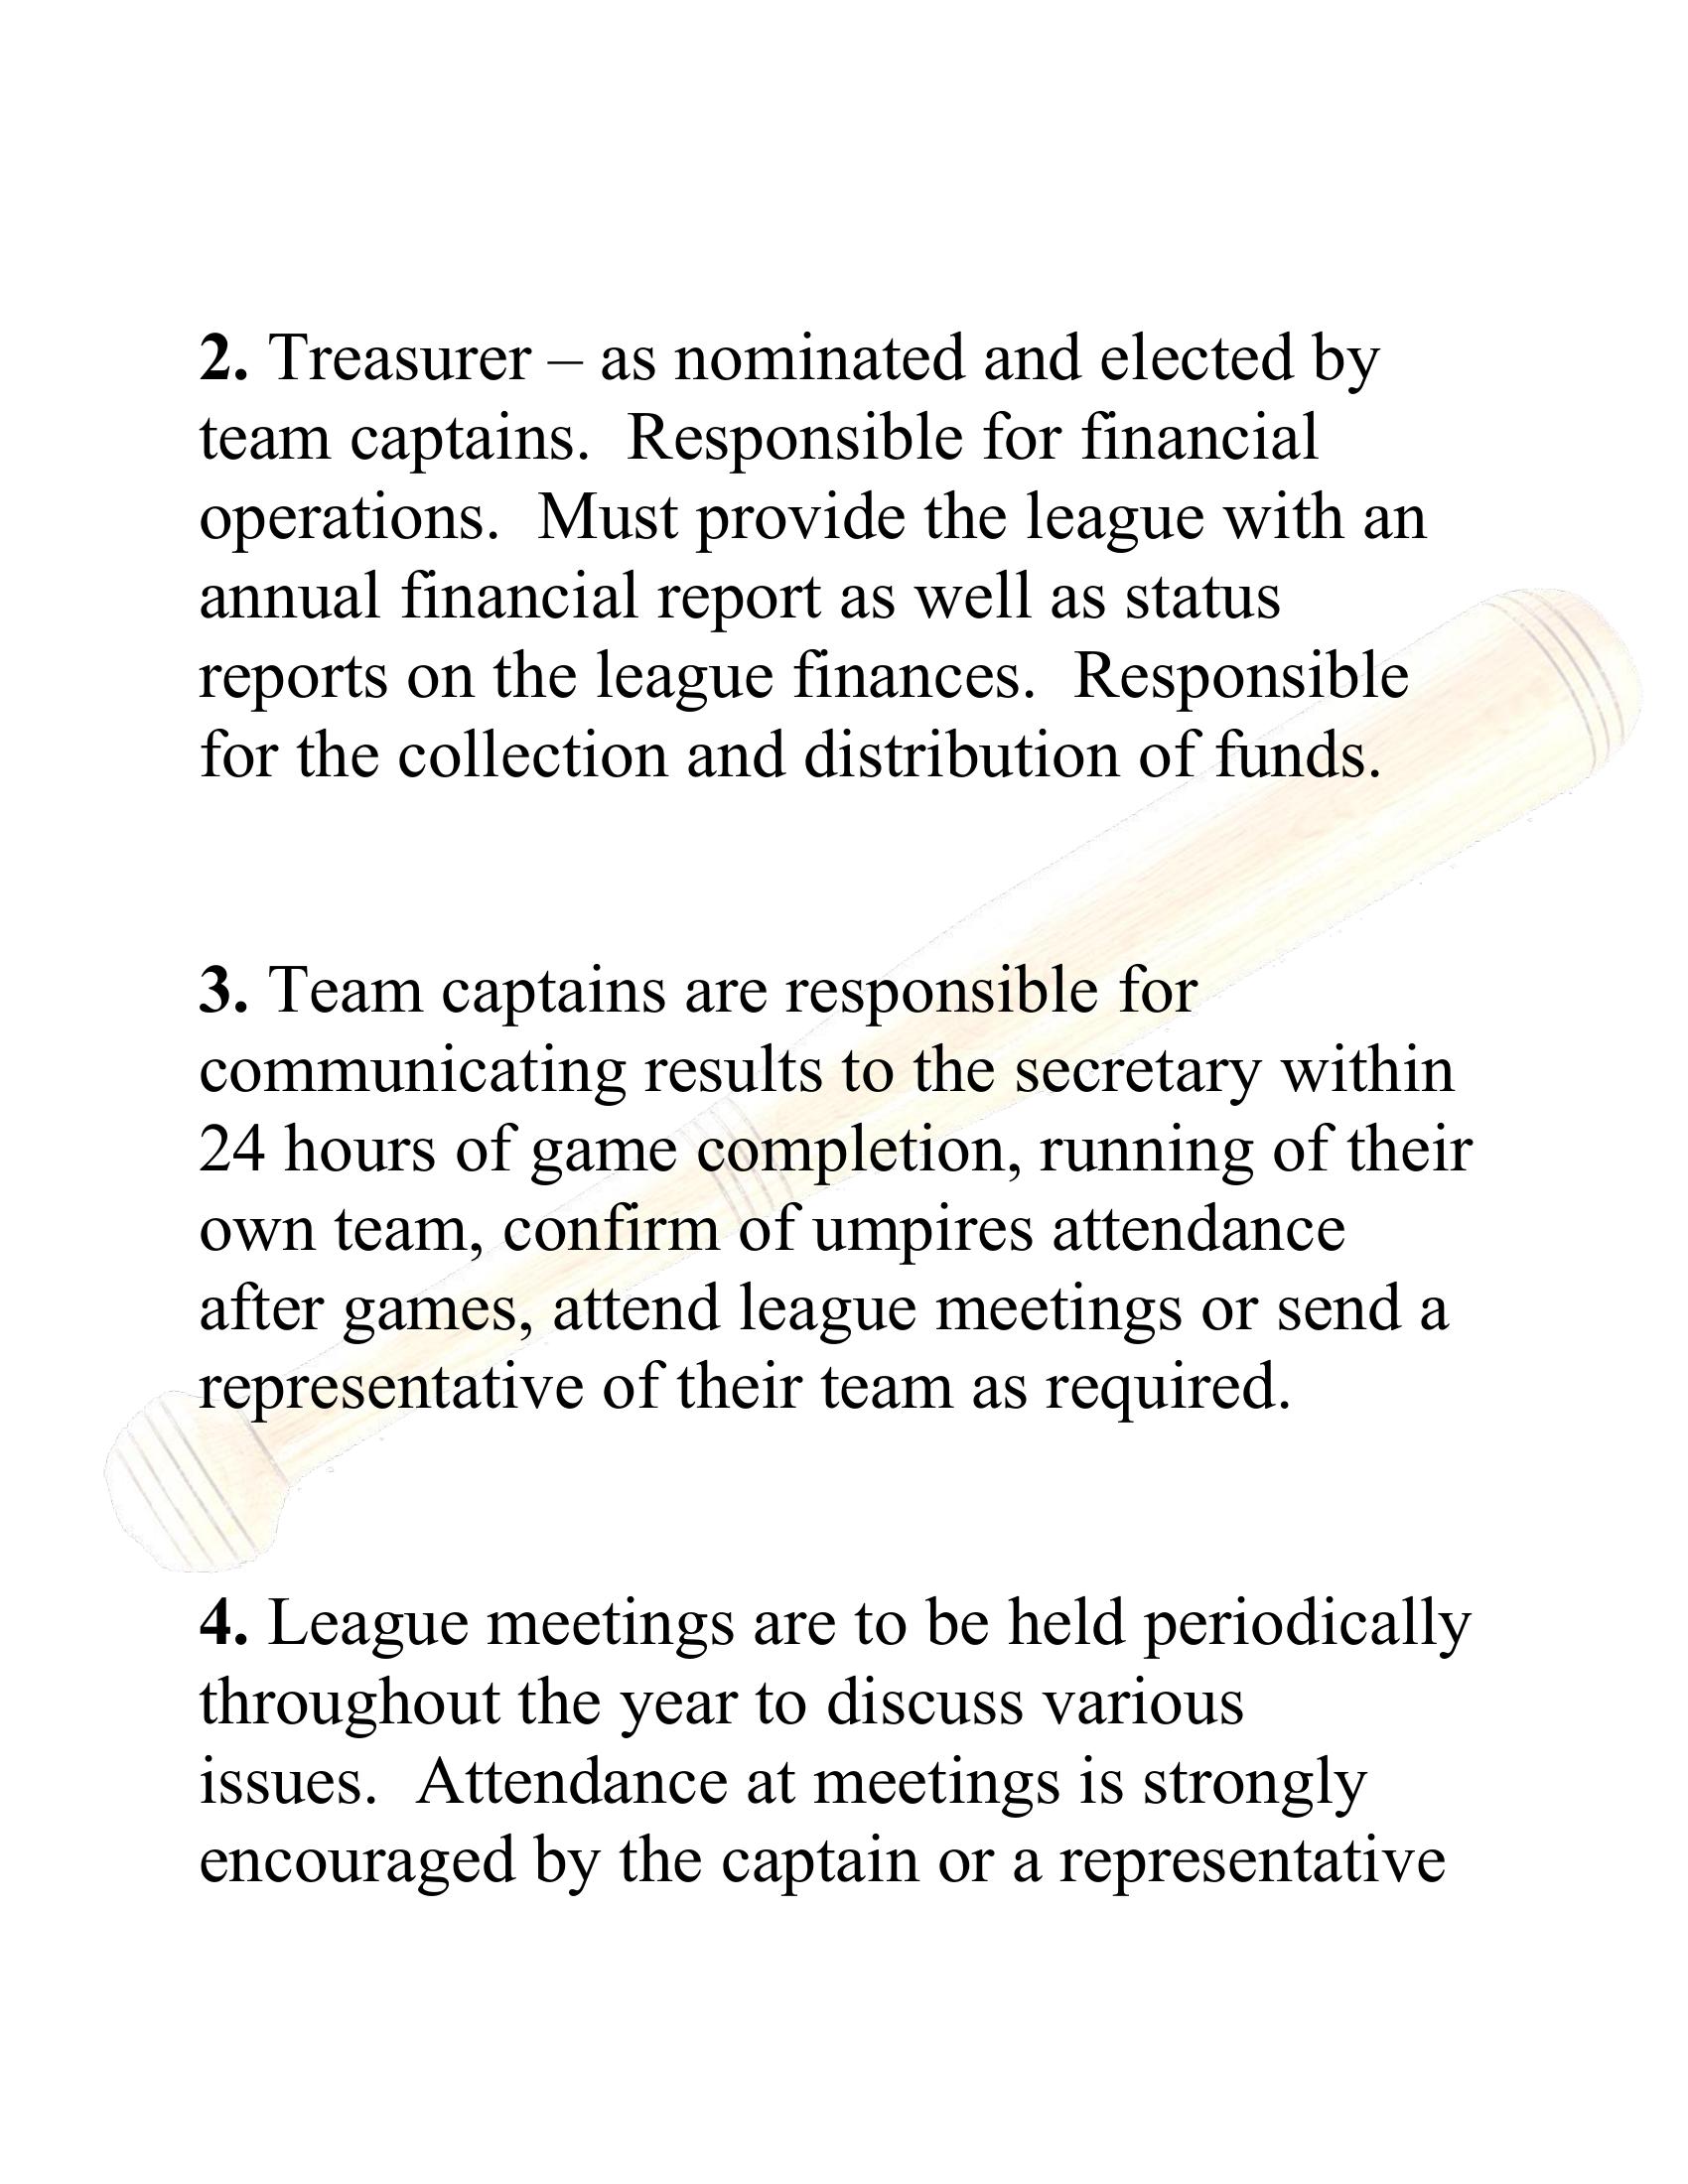 2. Treasurer – as nominated and elected by
team captains.  Responsible for financial
operations.  Must provide the league with an
annual financial report as well as status
reports on the league finances.  Responsible
for the collection and distribution of funds.
3. Team captains are responsible for
communicating results to the secretary within
24 hours of game completion, running of their
own team, confirm of umpires attendance
after games, attend league meetings or send a
representative of their team as required.
4. League meetings are to be held periodically
throughout the year to discuss various
issues.  Attendance at meetings is strongly
encouraged by the captain or a representative